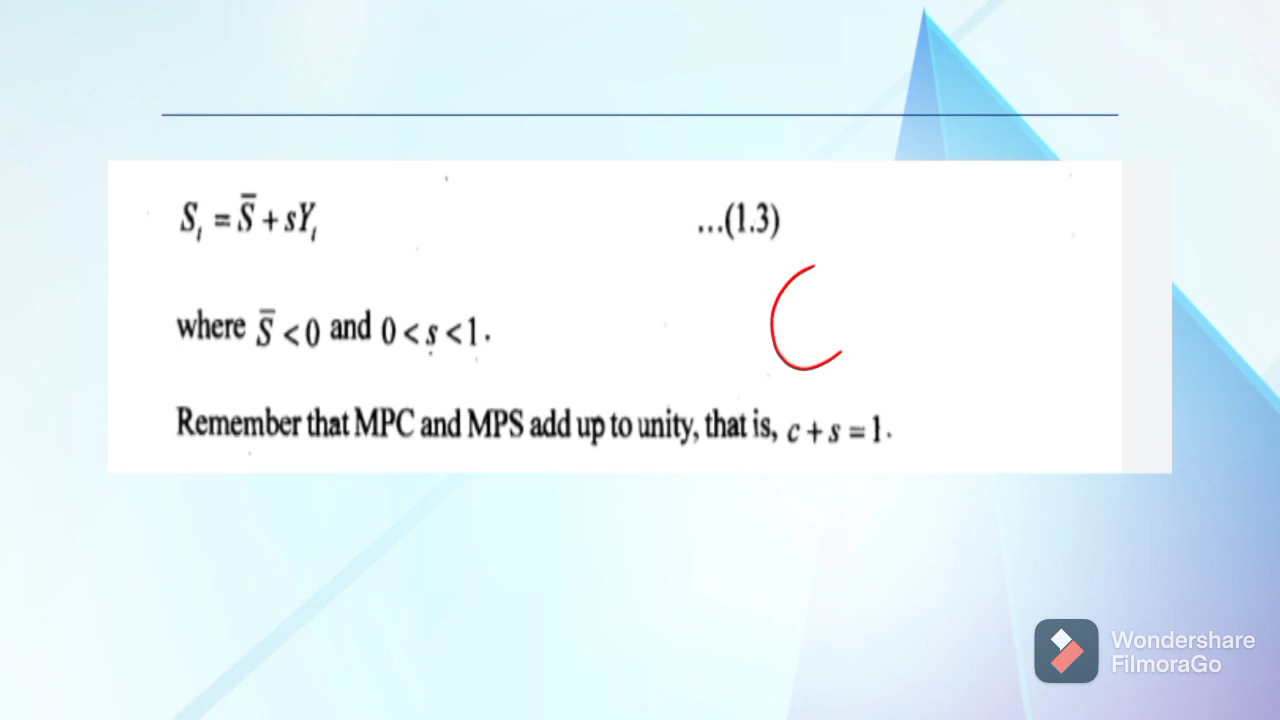 S_t = S̅ + sY_t ...(1.3)
where S̅ < 0 and 0 < s < 1.
C
Remember that MPC and MPS add up to unity, that is, c + s = 1.
Wondershare
FilmoraGo